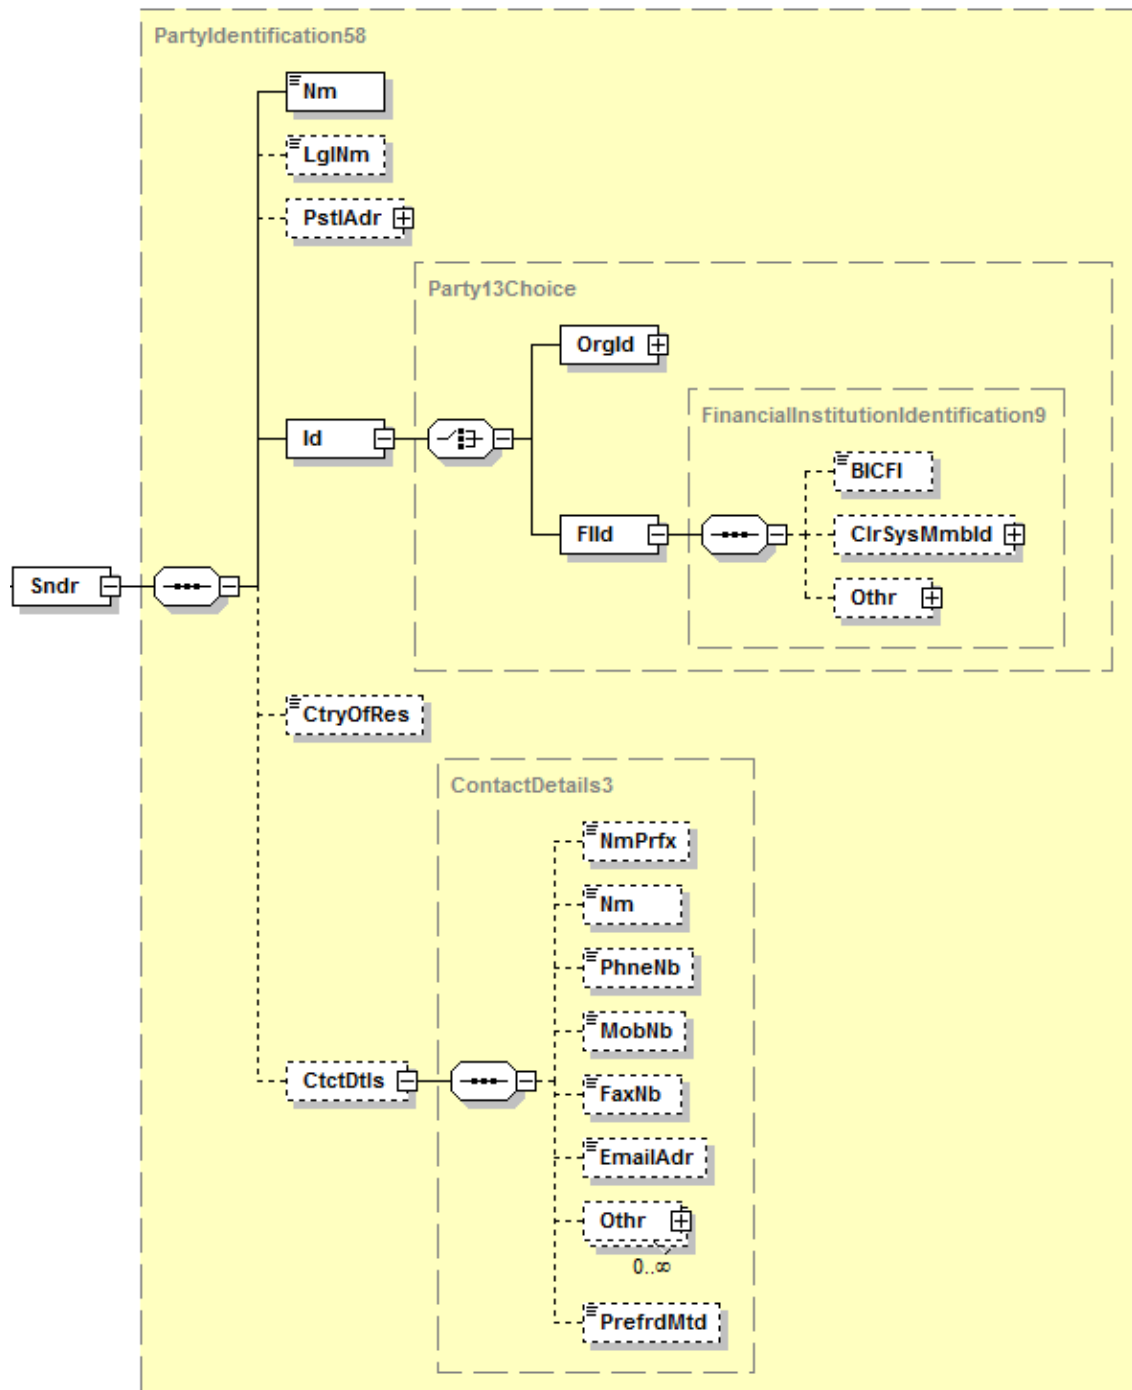 PartyIdentification58
Nm
LglNm
PstlAdr
Party13Choice
OrgId
FinancialInstitutionIdentification9
BICFI
Id
ClrSysMmbId
FIId
Othr
Sndr
CtryOfRes
ContactDetails3
NmPrfx
Nm
PhneNb
MobNb
CtctDtls
FaxNb
EmailAdr
Othr
0..∞
PrefrdMtd